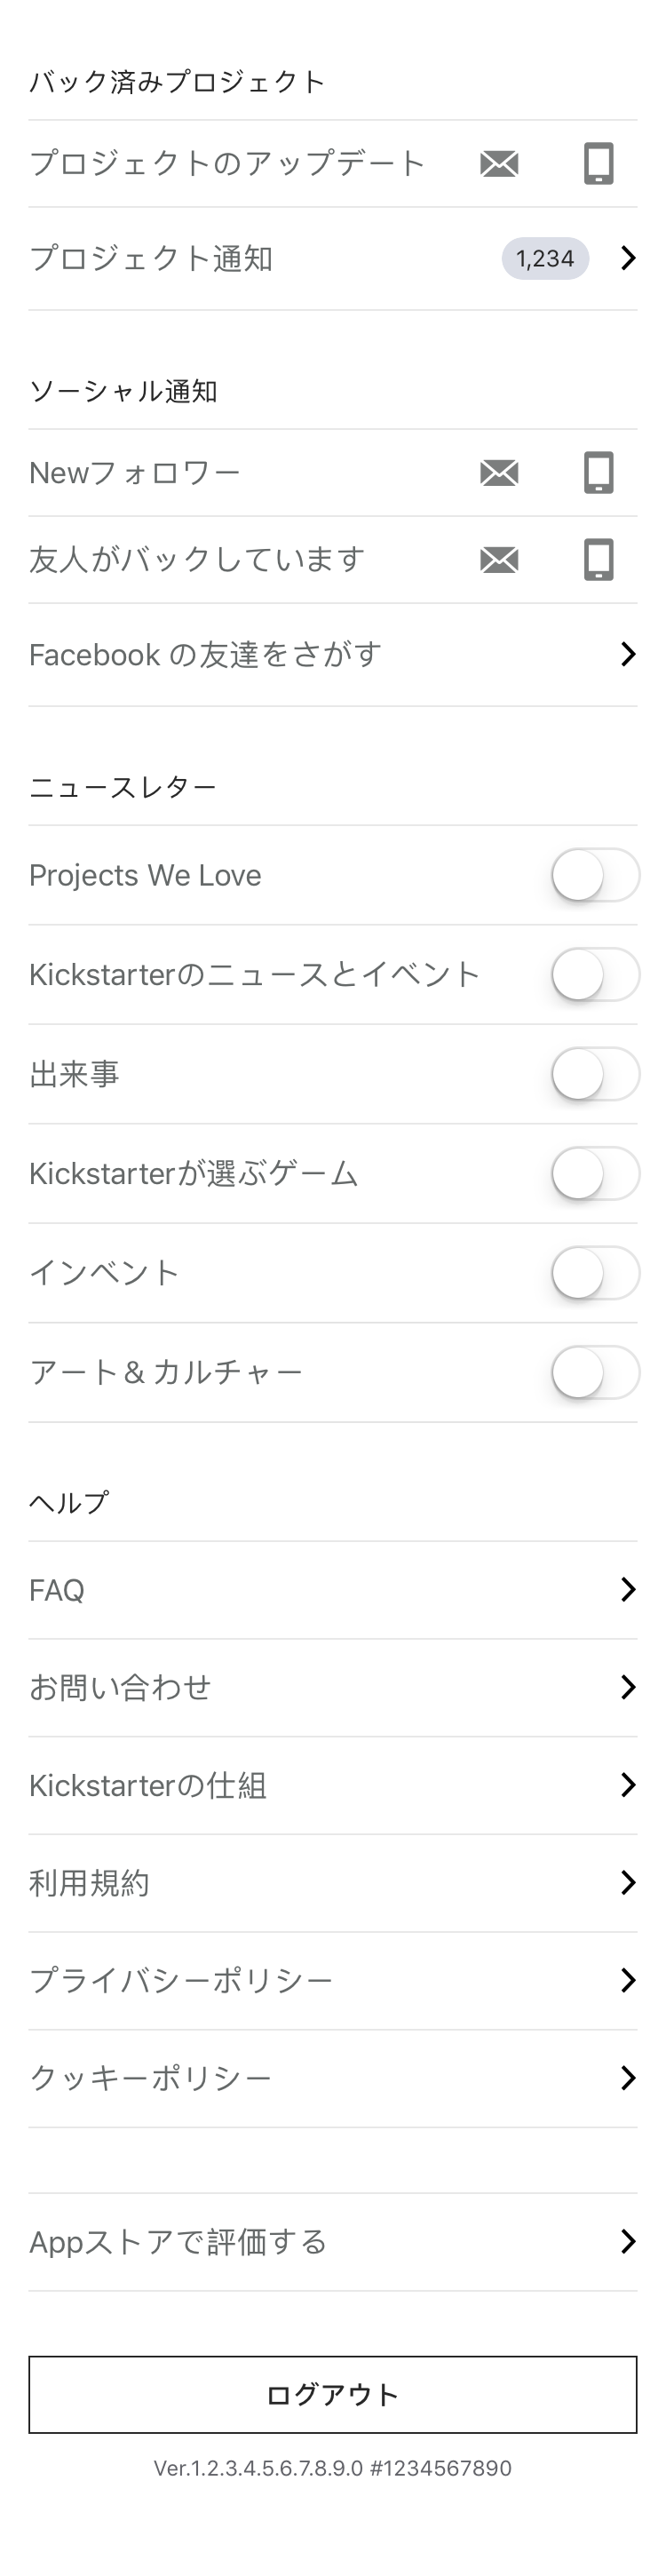 バック済みプロジェクト
プロジェクトのアップデート
プロジェクト通知 1,234
ソーシャル通知
Newフォロワー
友人がバックしています
Facebook の友達をさがす
ニュースレター
Projects We Love
Kickstarterのニュースとイベント
出来事
Kickstarterが選ぶゲーム
インベント
アート＆カルチャー
ヘルプ
FAQ
お問い合わせ
Kickstarterの仕組
利用規約
プライバシーポリシー
クッキーポリシー
Appストアで評価する
ログアウト
Ver.1.2.3.4.5.6.7.8.9.0 #1234567890